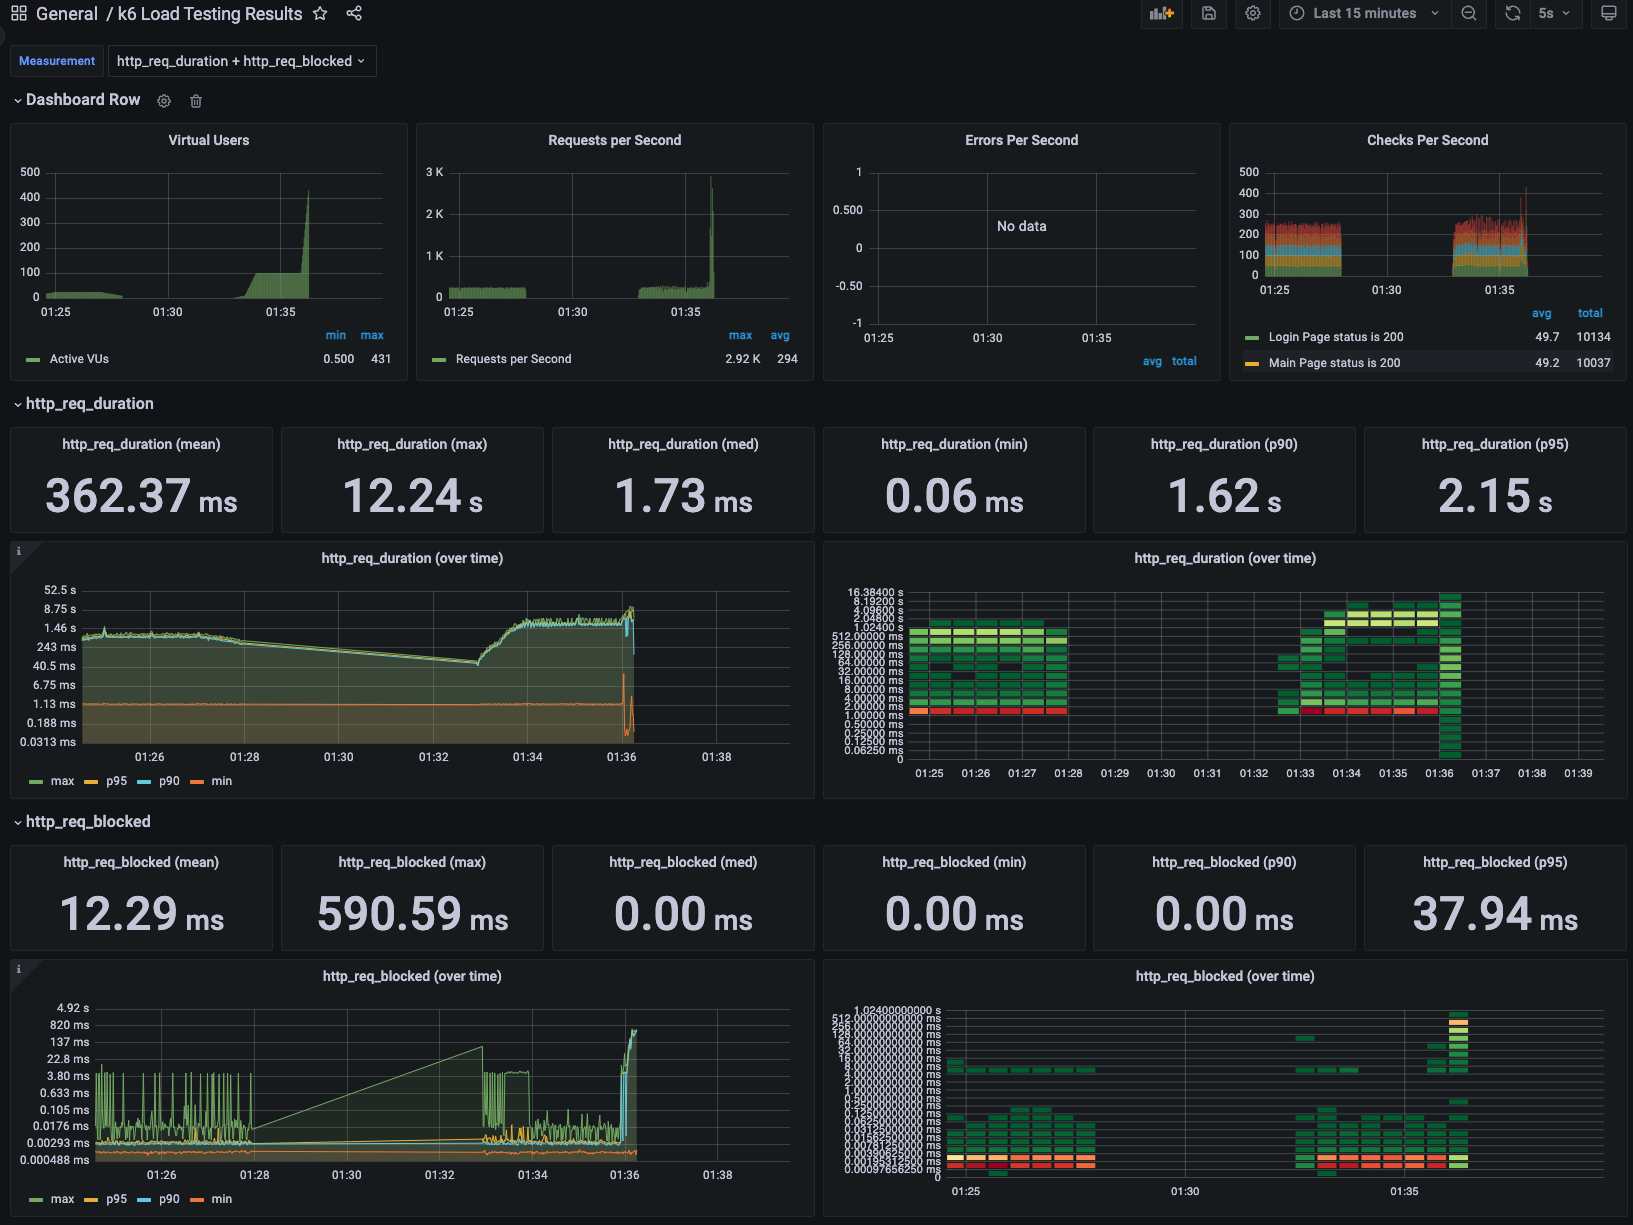 General / k6 Load Testing Results
Last 15 minutes
5s
Measurement
http_req_duration + http_req_blocked
Dashboard Row
Virtual Users
500
400
300
200
100
0
01:25 01:30 01:35
min max
Active VUs 0.500 431
Requests per Second
3 K
2 K
1 K
0
01:25 01:30 01:35
max avg
Requests per Second 2.92 K 294
Errors Per Second
1
0.500
0
-0.50
-1
No data
01:25 01:30 01:35
avg total
Checks Per Second
500
400
300
200
100
0
01:25 01:30 01:35
avg total
Login Page status is 200 49.7 10134
Main Page status is 200 49.2 10037
http_req_duration
http_req_duration (mean)
362.37 ms
http_req_duration (max)
12.24 s
http_req_duration (med)
1.73 ms
http_req_duration (min)
0.06 ms
http_req_duration (p90)
1.62 s
http_req_duration (p95)
2.15 s
i
http_req_duration (over time)
52.5 s
8.75 s
1.46 s
243 ms
40.5 ms
6.75 ms
1.13 ms
0.188 ms
0.0313 ms
01:26 01:28 01:30 01:32 01:34 01:36 01:38
max p95 p90 min
http_req_duration (over time)
16.38400 s
8.19200 s
4.09600 s
2.04800 s
1.02400 s
512.00000 ms
256.00000 ms
128.00000 ms
64.00000 ms
32.00000 ms
16.00000 ms
8.00000 ms
4.00000 ms
2.00000 ms
1.00000 ms
0.50000 ms
0.25000 ms
0.12500 ms
0.06250 ms
0
01:25 01:26 01:27 01:28 01:29 01:30 01:31 01:32 01:33 01:34 01:35 01:36 01:37 01:38 01:39
http_req_blocked
http_req_blocked (mean)
12.29 ms
http_req_blocked (max)
590.59 ms
http_req_blocked (med)
0.00 ms
http_req_blocked (min)
0.00 ms
http_req_blocked (p90)
0.00 ms
http_req_blocked (p95)
37.94 ms
i
http_req_blocked (over time)
4.92 s
820 ms
137 ms
22.8 ms
3.80 ms
0.633 ms
0.105 ms
0.0176 ms
0.00293 ms
0.000488 ms
01:26 01:28 01:30 01:32 01:34 01:36 01:38
max p95 p90 min
http_req_blocked (over time)
1.02400000000 s
512.00000000000 ms
256.00000000000 ms
128.00000000000 ms
64.00000000000 ms
32.00000000000 ms
16.00000000000 ms
8.00000000000 ms
4.00000000000 ms
2.00000000000 ms
1.00000000000 ms
0.50000000000 ms
0.25000000000 ms
0.12500000000 ms
0.06250000000 ms
0.03125000000 ms
0.01562500000 ms
0.00781250000 ms
0.00390625000 ms
0.00195312500 ms
0.00097656250 ms
0
01:25 01:30 01:35